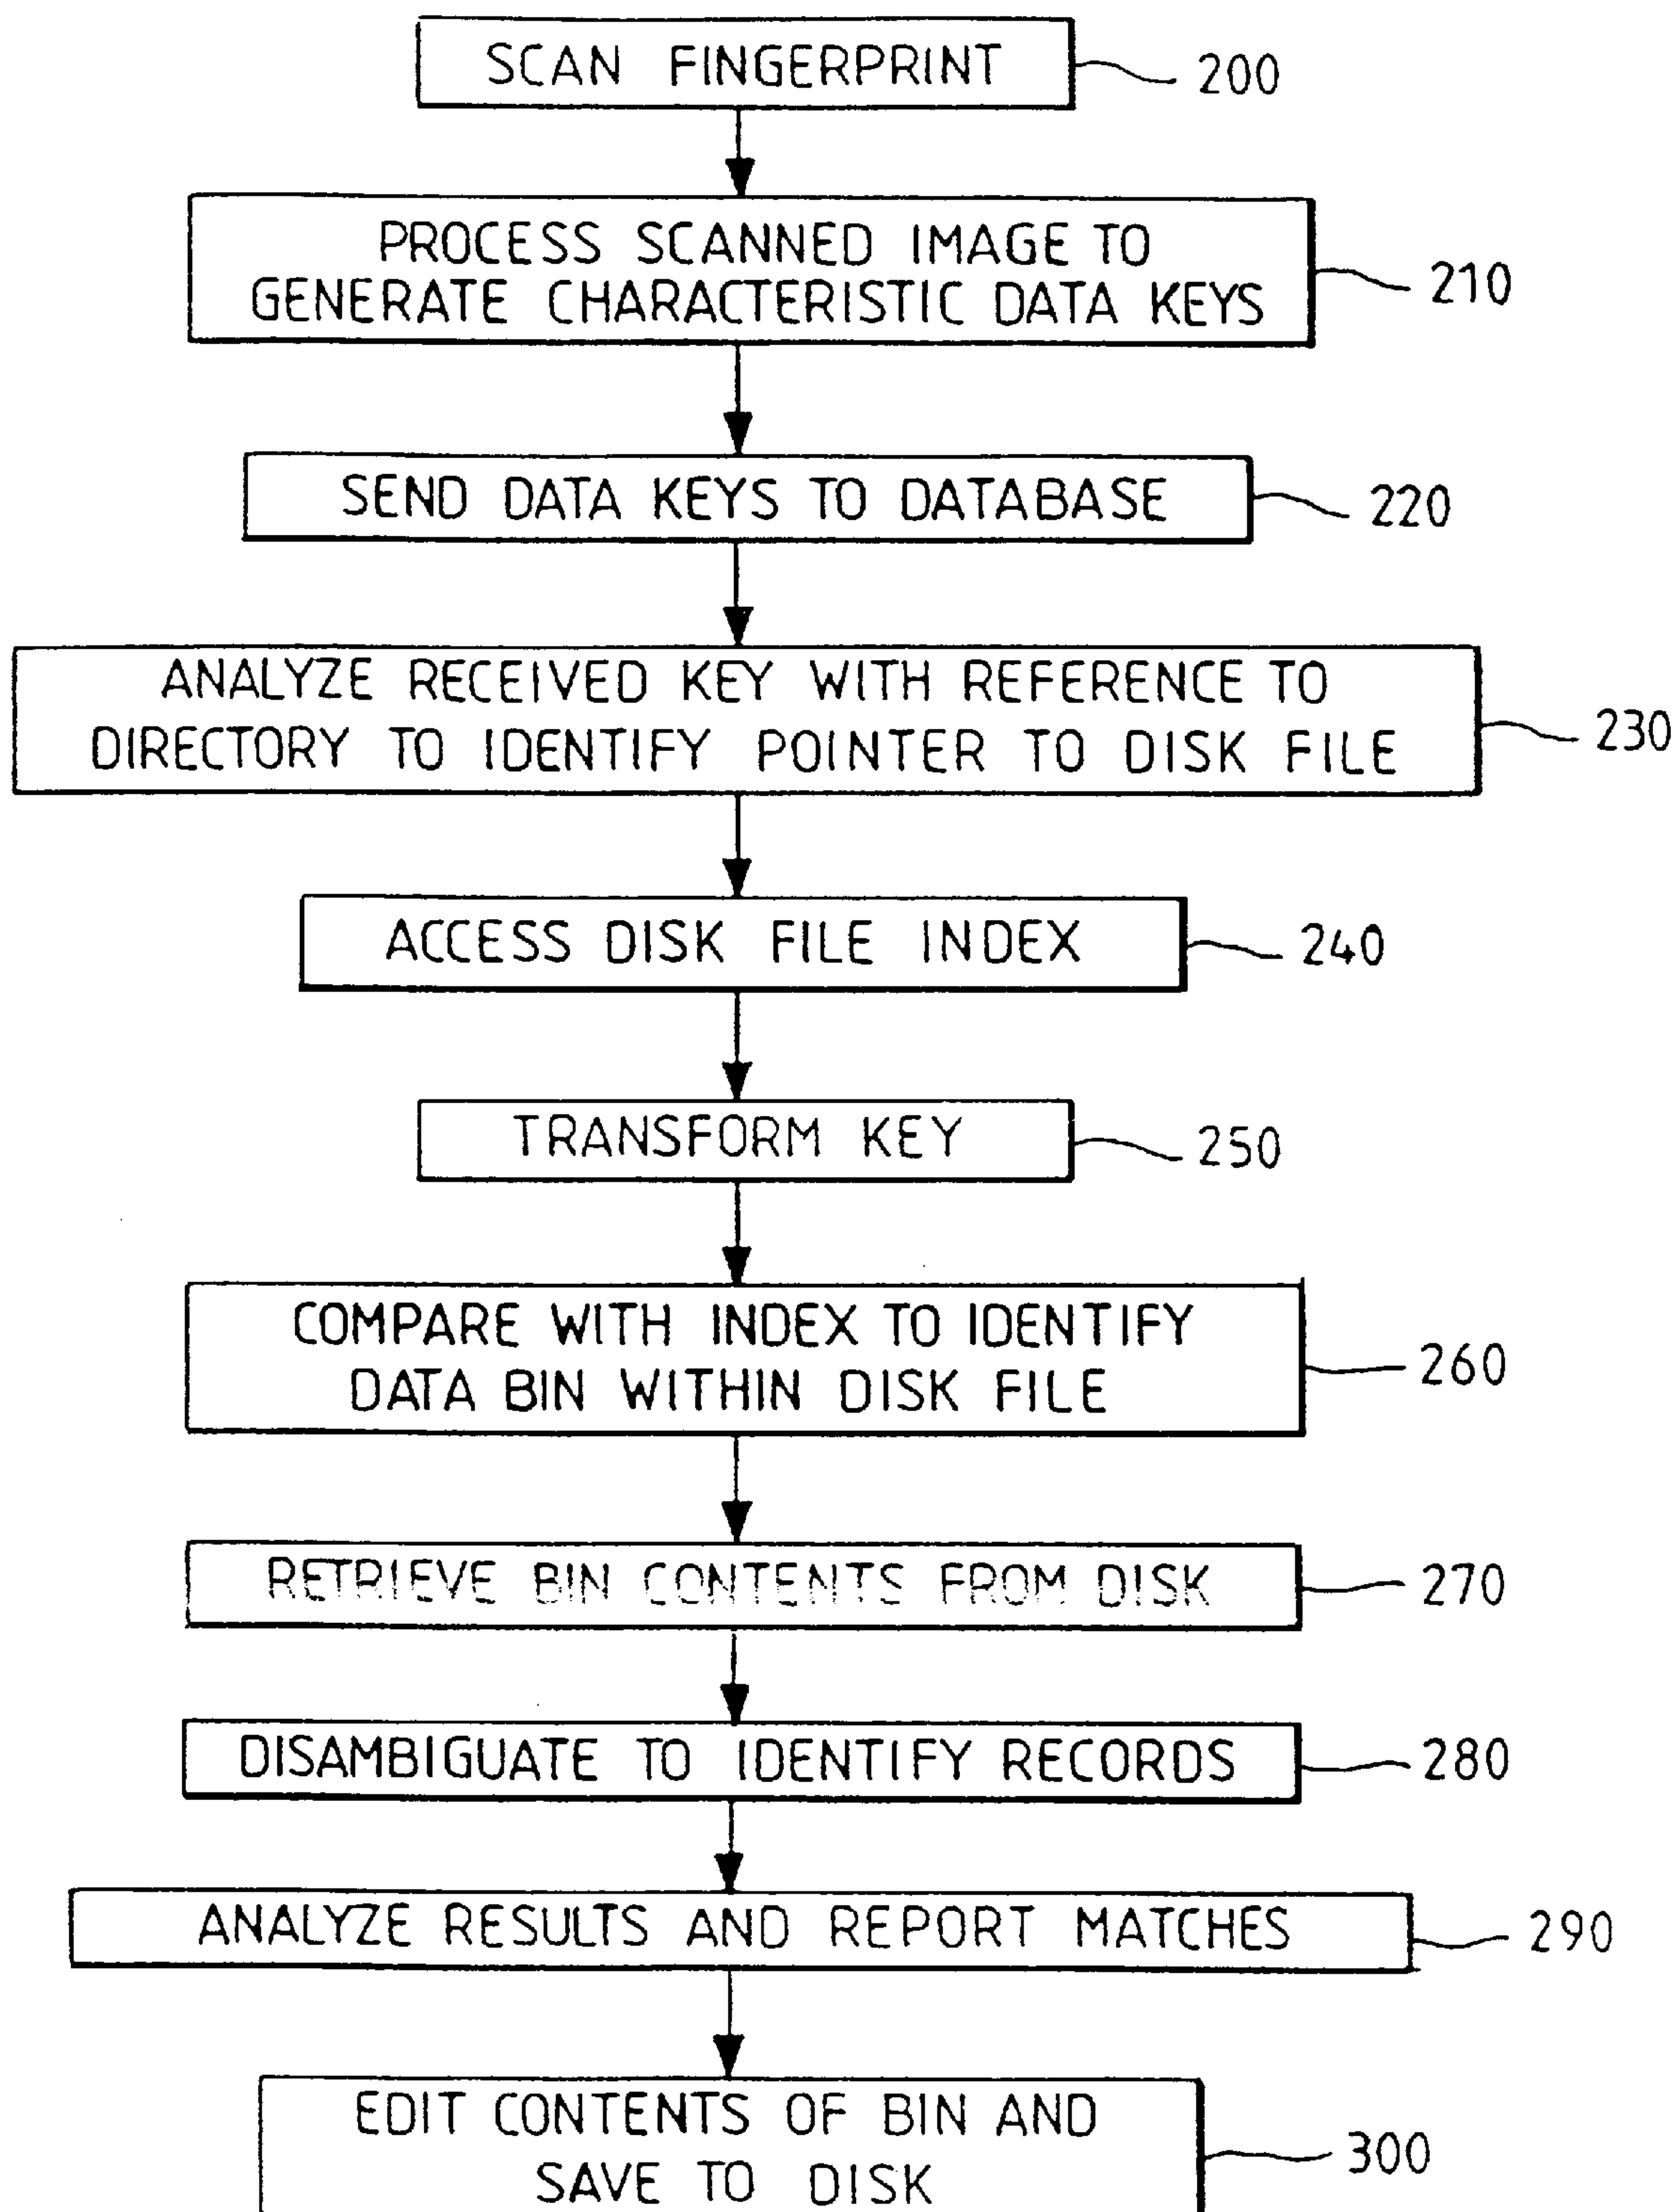 SCAN FINGERPRINT
200
PROCESS SCANNED IMAGE TO
GENERATE CHARACTERISTIC DATA KEYS
210
SEND DATA KEYS TO DATABASE
220
ANALYZE RECEIVED KEY WITH REFERENCE TO
DIRECTORY TO IDENTIFY POINTER TO DISK FILE
230
ACCESS DISK FILE INDEX
240
TRANSFORM KEY
250
COMPARE WITH INDEX TO IDENTIFY
DATA BIN WITHIN DISK FILE
260
RETRIEVE BIN CONTENTS FROM DISK
270
DISAMBIGUATE TO IDENTIFY RECORDS
280
ANALYZE RESULTS AND REPORT MATCHES
290
EDIT CONTENTS OF BIN AND
SAVE TO DISK
300